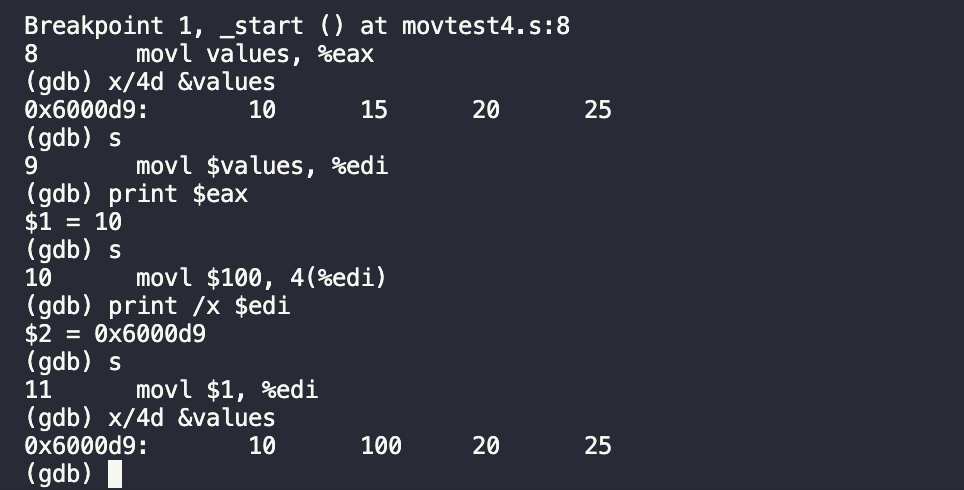 Breakpoint 1, _start () at movtest4.s:8
8       movl values, %eax
(gdb) x/4d &values
0x6000d9:       10      15      20      25
(gdb) s
9       movl $values, %edi
(gdb) print $eax
$1 = 10
(gdb) s
10      movl $100, 4(%edi)
(gdb) print /x $edi
$2 = 0x6000d9
(gdb) s
11      movl $1, %edi
(gdb) x/4d &values
0x6000d9:       10      100     20      25
(gdb)